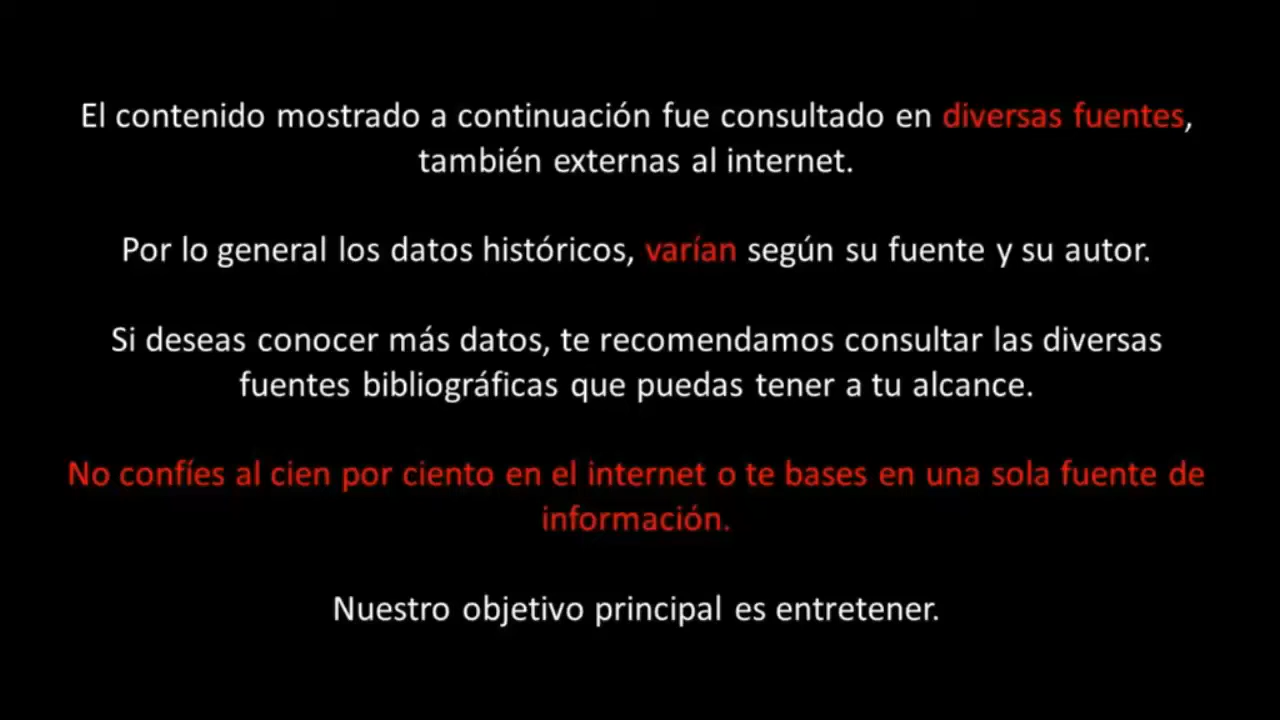 El contenido mostrado a continuación fue consultado en diversas fuentes,
también externas al internet.
Por lo general los datos históricos, varían según su fuente y su autor.
Si deseas conocer más datos, te recomendamos consultar las diversas
fuentes bibliográficas que puedas tener a tu alcance.
No confíes al cien por ciento en el internet o te bases en una sola fuente de
información.
Nuestro objetivo principal es entretener.